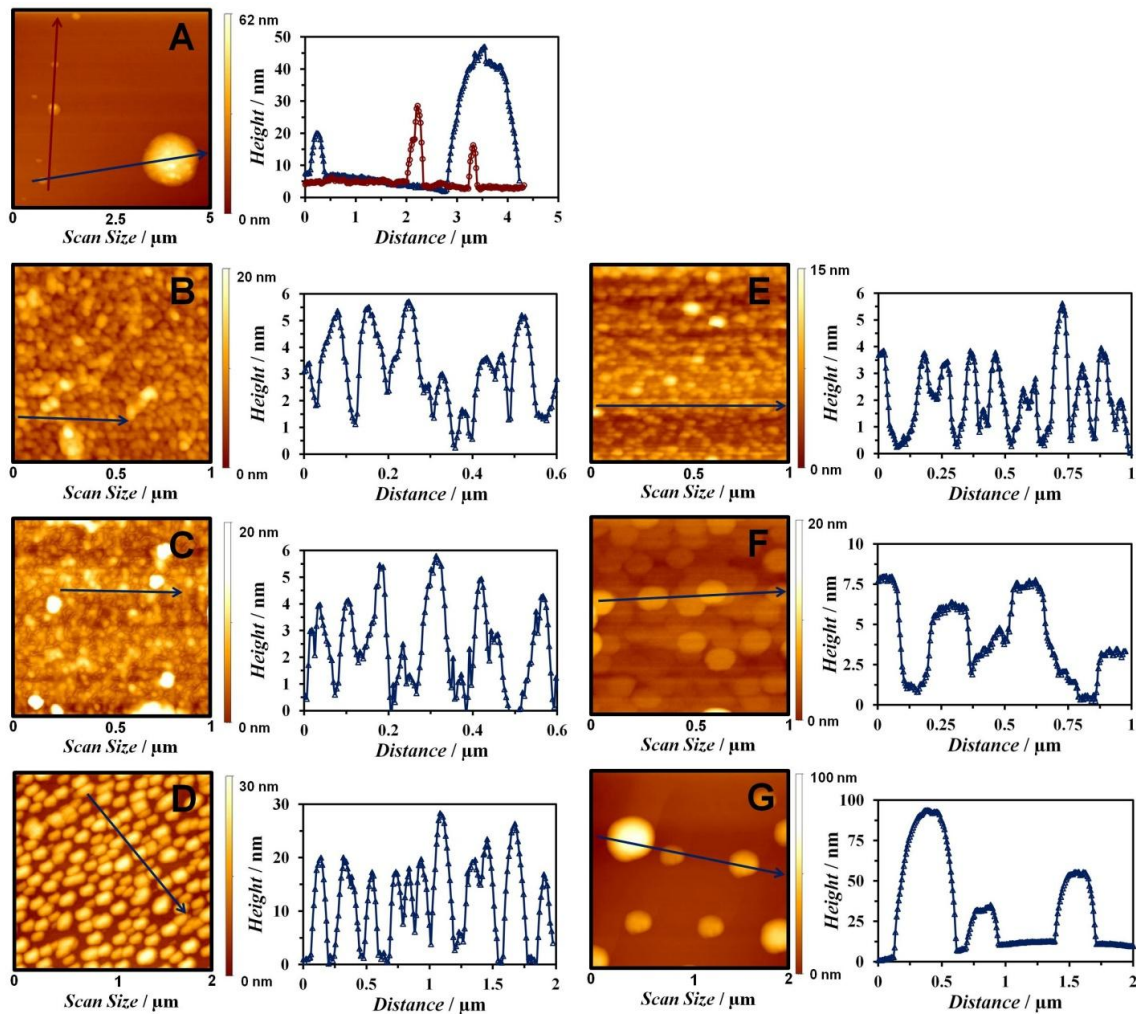 A
62 nm
0 nm
0 2.5 5
Scan Size / µm
Height / nm
50
40
30
20
10
0
0 1 2 3 4 5
Distance / µm
B
20 nm
0 nm
0 0.5 1
Scan Size / µm
Height / nm
6
5
4
3
2
1
0
0 0.2 0.4 0.6
Distance / µm
E
15 nm
0 nm
0 0.5 1
Scan Size / µm
Height / nm
6
5
4
3
2
1
0
0 0.25 0.5 0.75 1
Distance / µm
C
20 nm
0 nm
0 0.5 1
Scan Size / µm
Height / nm
6
5
4
3
2
1
0
0 0.2 0.4 0.6
Distance / µm
F
20 nm
0 nm
0 0.5 1
Scan Size / µm
Height / nm
10
7.5
5
2.5
0
0 0.25 0.5 0.75 1
Distance / µm
D
30 nm
0 nm
0 1 2
Scan Size / µm
Height / nm
30
20
10
0
0 0.5 1 1.5 2
Distance / µm
G
100 nm
0 nm
0 1 2
Scan Size / µm
Height / nm
100
75
50
25
0
0 0.5 1 1.5 2
Distance / µm